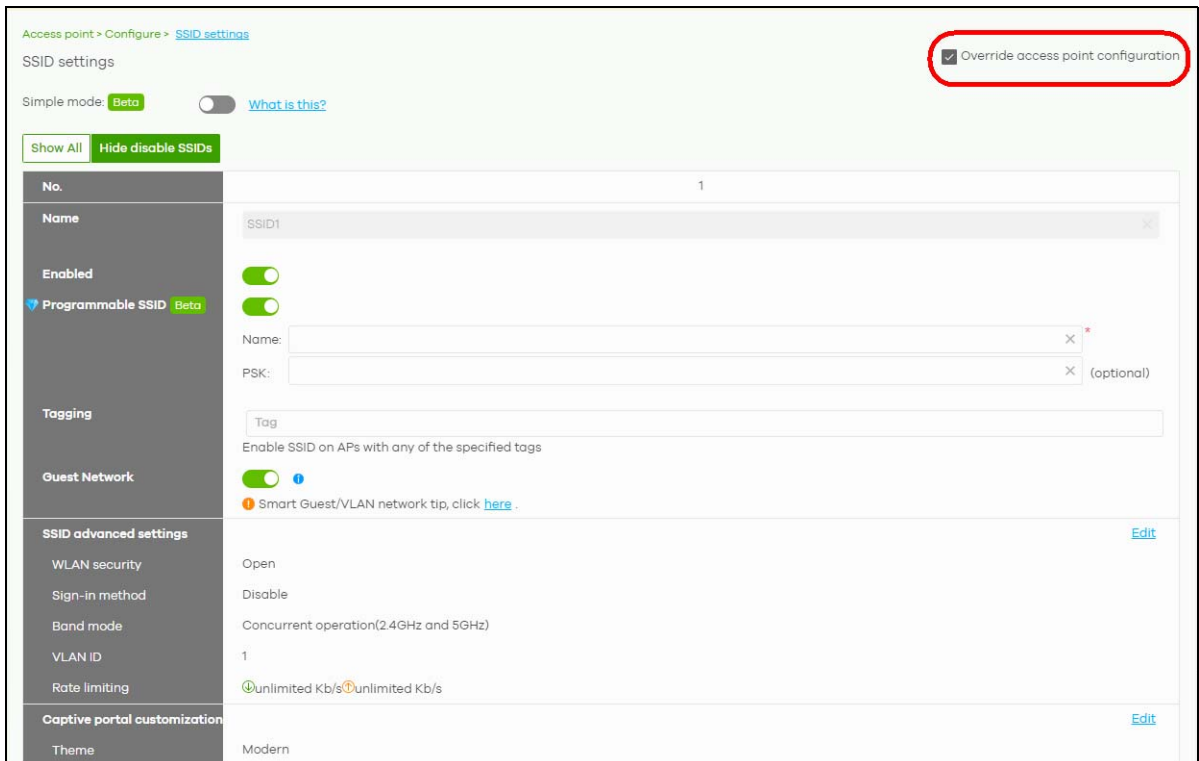 Access point > Configure > SSID settings
SSID settings
Override access point configuration
Simple mode: Beta What is this?
Show All Hide disable SSIDs
No. 1
Name SSID1
Enabled
Programmable SSID Beta
Name: *
PSK: (optional)
Tagging Tag
Enable SSID on APs with any of the specified tags
Guest Network
Smart Guest/VLAN network tip, click here .
SSID advanced settings Edit
WLAN security Open
Sign-in method Disable
Band mode Concurrent operation(2.4GHz and 5GHz)
VLAN ID 1
Rate limiting unlimited Kb/s unlimited Kb/s
Captive portal customization Edit
Theme Modern